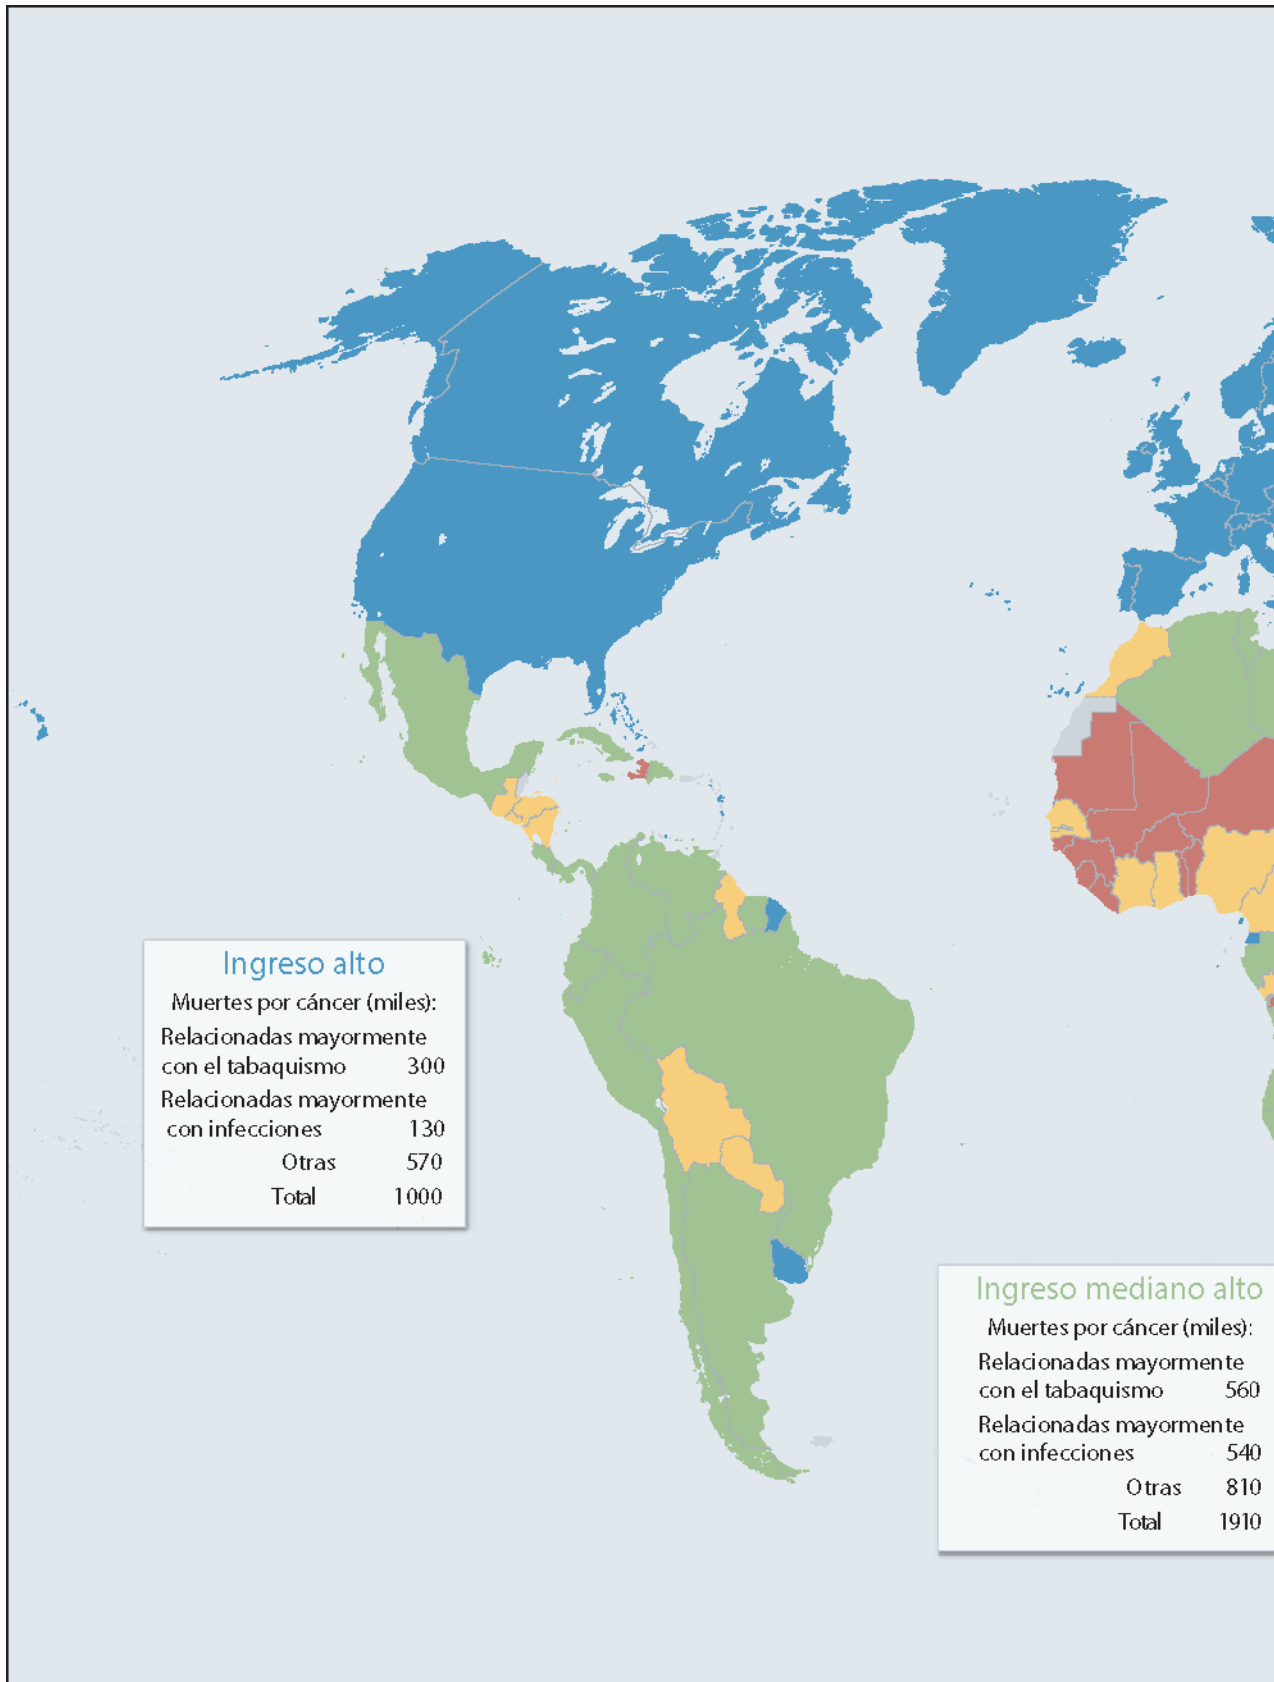 Ingreso alto
Muertes por cáncer (miles):
Relacionadas mayormente
con el tabaquismo 300
Relacionadas mayormente
con infecciones 130
Otras 570
Total 1000
Ingreso mediano alto
Muertes por cáncer (miles):
Relacionadas mayormente
con el tabaquismo 560
Relacionadas mayormente
con infecciones 540
Otras 810
Total 1910